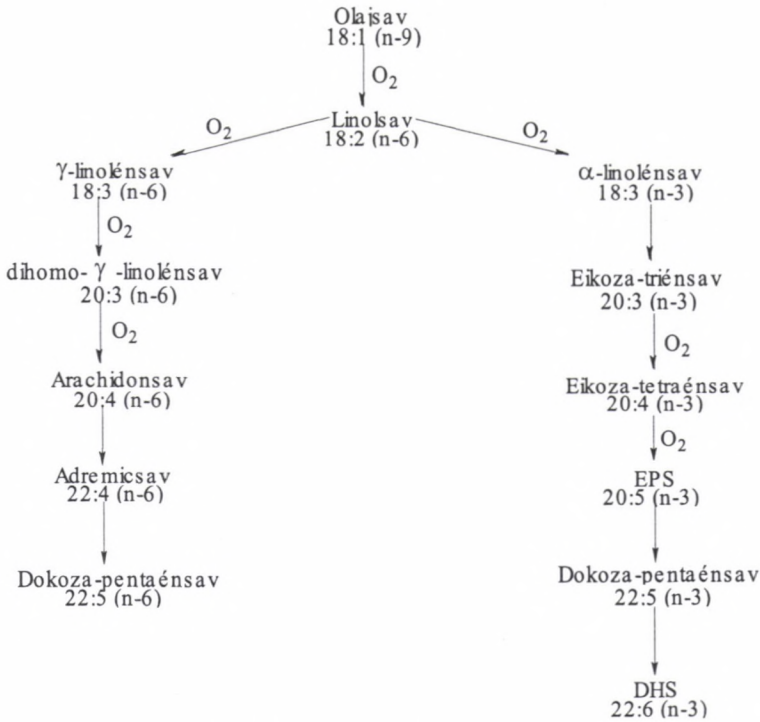 Olajsav
18:1 (n-9)
O2
Linolsav
18:2 (n-6)
O2
O2
γ-linolénsav
18:3 (n-6)
O2
dihomo- γ -linolénsav
20:3 (n-6)
O2
Arachidonsav
20:4 (n-6)
Adremicsav
22:4 (n-6)
Dokoza-pentaénsav
22:5 (n-6)
α-linolénsav
18:3 (n-3)
Eikoza-triénsav
20:3 (n-3)
O2
Eikoza-tetraénsav
20:4 (n-3)
O2
EPS
20:5 (n-3)
Dokoza-pentaénsav
22:5 (n-3)
DHS
22:6 (n-3)